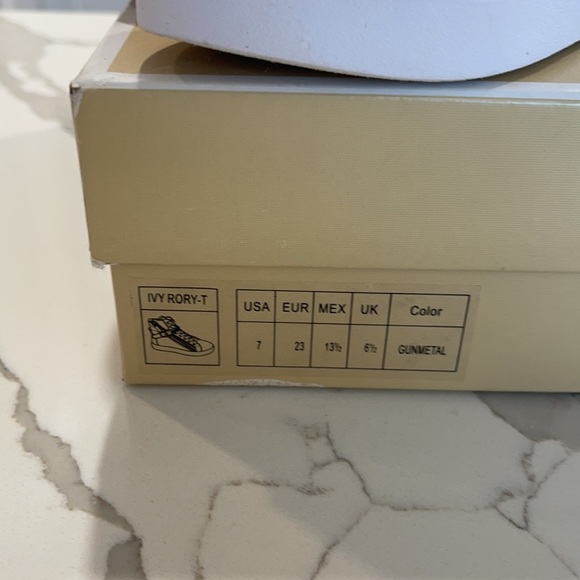 IVY RORY-T
USA EUR MEX UK Color
7 23 13½ 6½ GUNMETAL